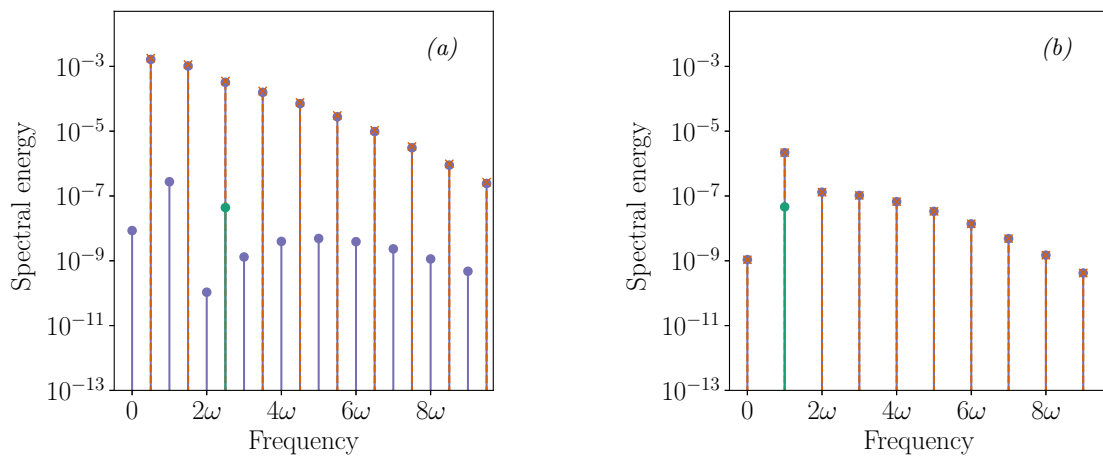 (a)
Spectral energy
10⁻³
10⁻⁵
10⁻⁷
10⁻⁹
10⁻¹¹
10⁻¹³
0 2ω 4ω 6ω 8ω
Frequency
(b)
Spectral energy
10⁻³
10⁻⁵
10⁻⁷
10⁻⁹
10⁻¹¹
10⁻¹³
0 2ω 4ω 6ω 8ω
Frequency